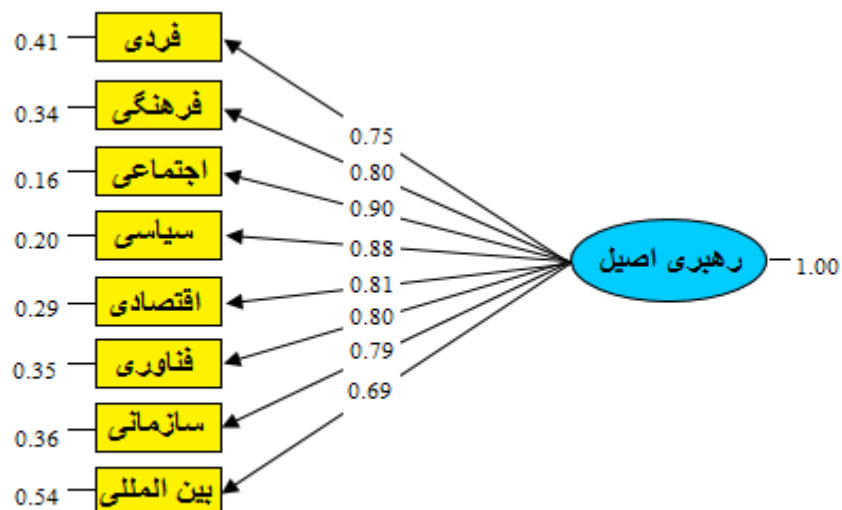 0.41
فردی
0.34
فرهنگی
0.16
اجتماعی
0.20
سیاسی
0.29
اقتصادی
0.35
فناوری
0.36
سازمانی
0.54
بین المللی
0.75
0.80
0.90
0.88
0.81
0.80
0.79
0.69
رهبری اصیل
1.00